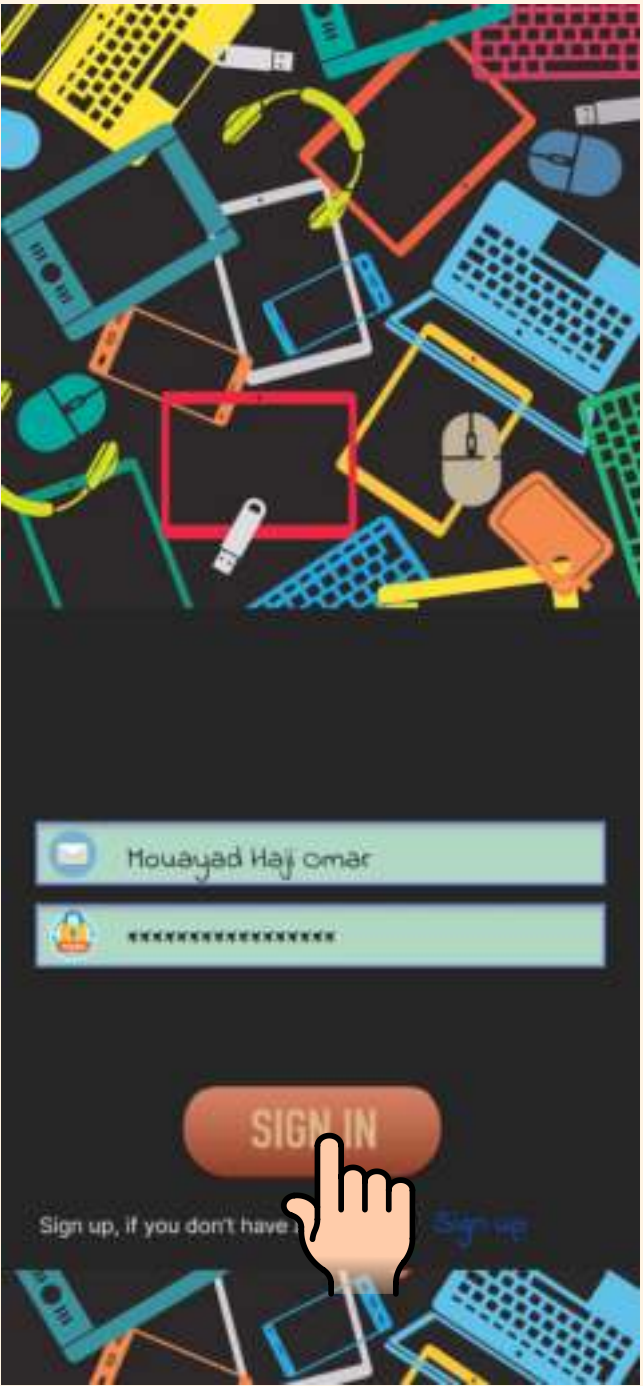 Mouayad Haji Omar
*****************
SIGN IN
Sign up, if you don't have
Sign up